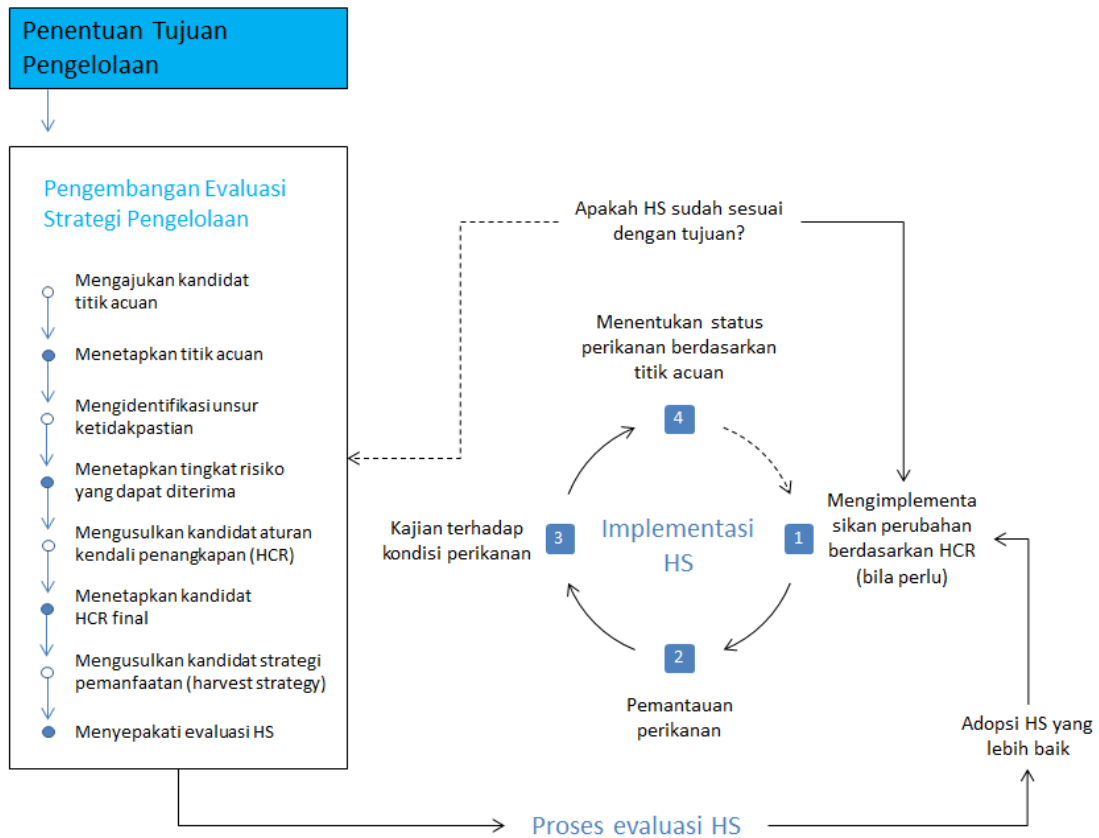 Penentuan Tujuan
Pengelolaan
Pengembangan Evaluasi
Strategi Pengelolaan
Mengajukan kandidat
titik acuan
Menetapkan titik acuan
Mengidentifikasi unsur
ketidakpastian
Menetapkan tingkat risiko
yang dapat diterima
Mengusulkan kandidat aturan
kendali penangkapan (HCR)
Menetapkan kandidat
HCR final
Mengusulkan kandidat strategi
pemanfaatan (harvest strategy)
Menyepakati evaluasi HS
Apakah HS sudah sesuai
dengan tujuan?
Menentukan status
perikanan berdasarkan
titik acuan
4
Kajian terhadap
kondisi perikanan
3
Implementasi
HS
1
Mengimplementa
sikan perubahan
berdasarkan HCR
(bila perlu)
2
Pemantauan
perikanan
Adopsi HS yang
lebih baik
Proses evaluasi HS